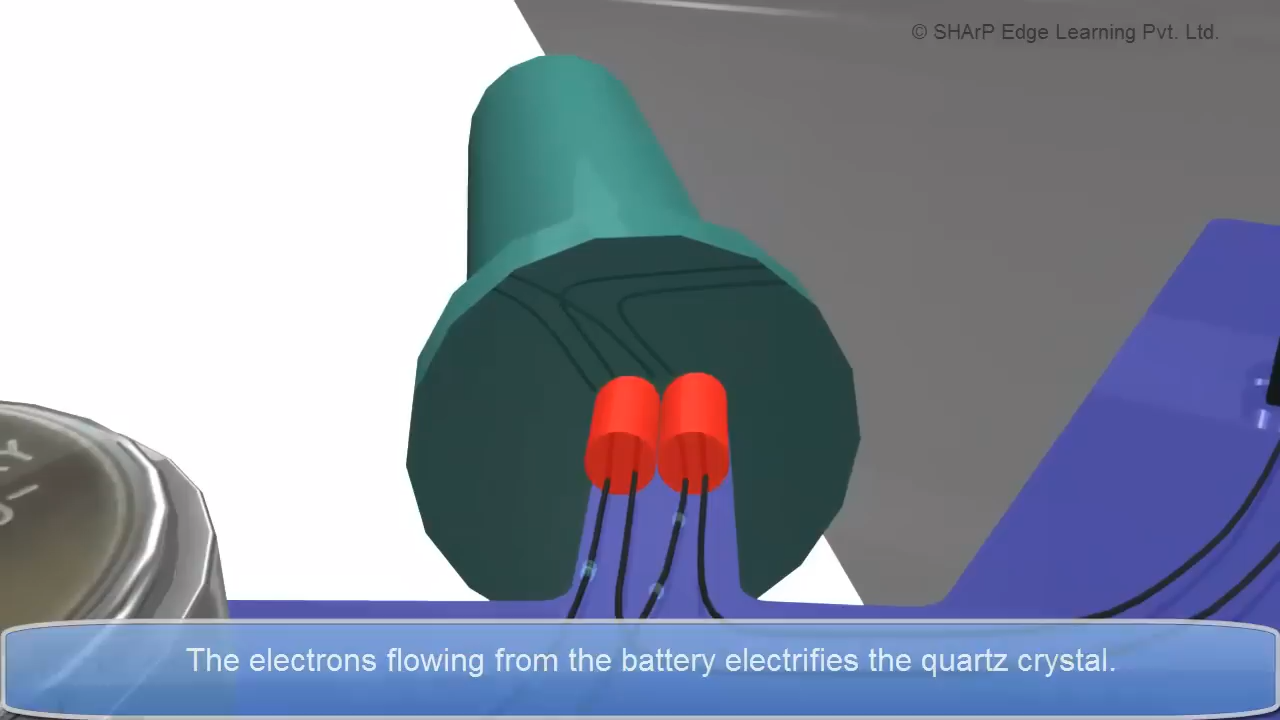 © SHArP Edge Learning Pvt. Ltd.
The electrons flowing from the battery electrifies the quartz crystal.